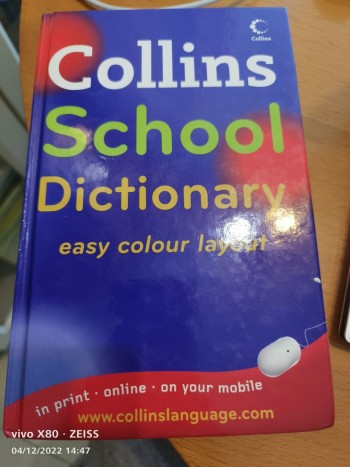 Collins
Collins
School
Dictionary
easy colour layout
in print · online · on your mobile
www.collinslanguage.com
vivo X80 · ZEISS
04/12/2022 14:47